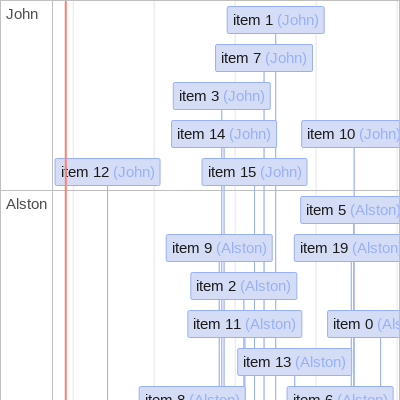 John
item 1 (John)
item 7 (John)
item 3 (John)
item 14 (John)
item 10 (John)
item 12 (John)
item 15 (John)
Alston
item 5 (Alston)
item 9 (Alston)
item 19 (Alston
item 2 (Alston)
item 11 (Alston)
item 0 (Als
item 13 (Alston)
item 8 (Alston)
item 6 (Alston)